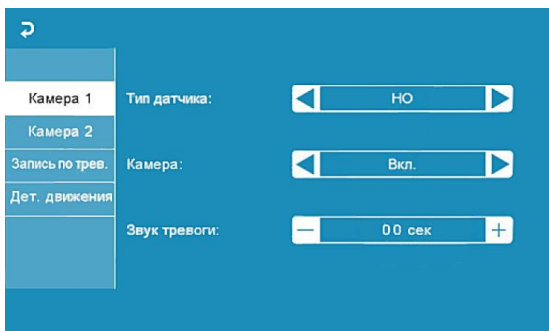 Камера 1
Тип датчика:
НО
Камера 2
Запись по трев.
Камера:
Вкл.
Дет. движения
Звук тревоги:
— 00 сек +